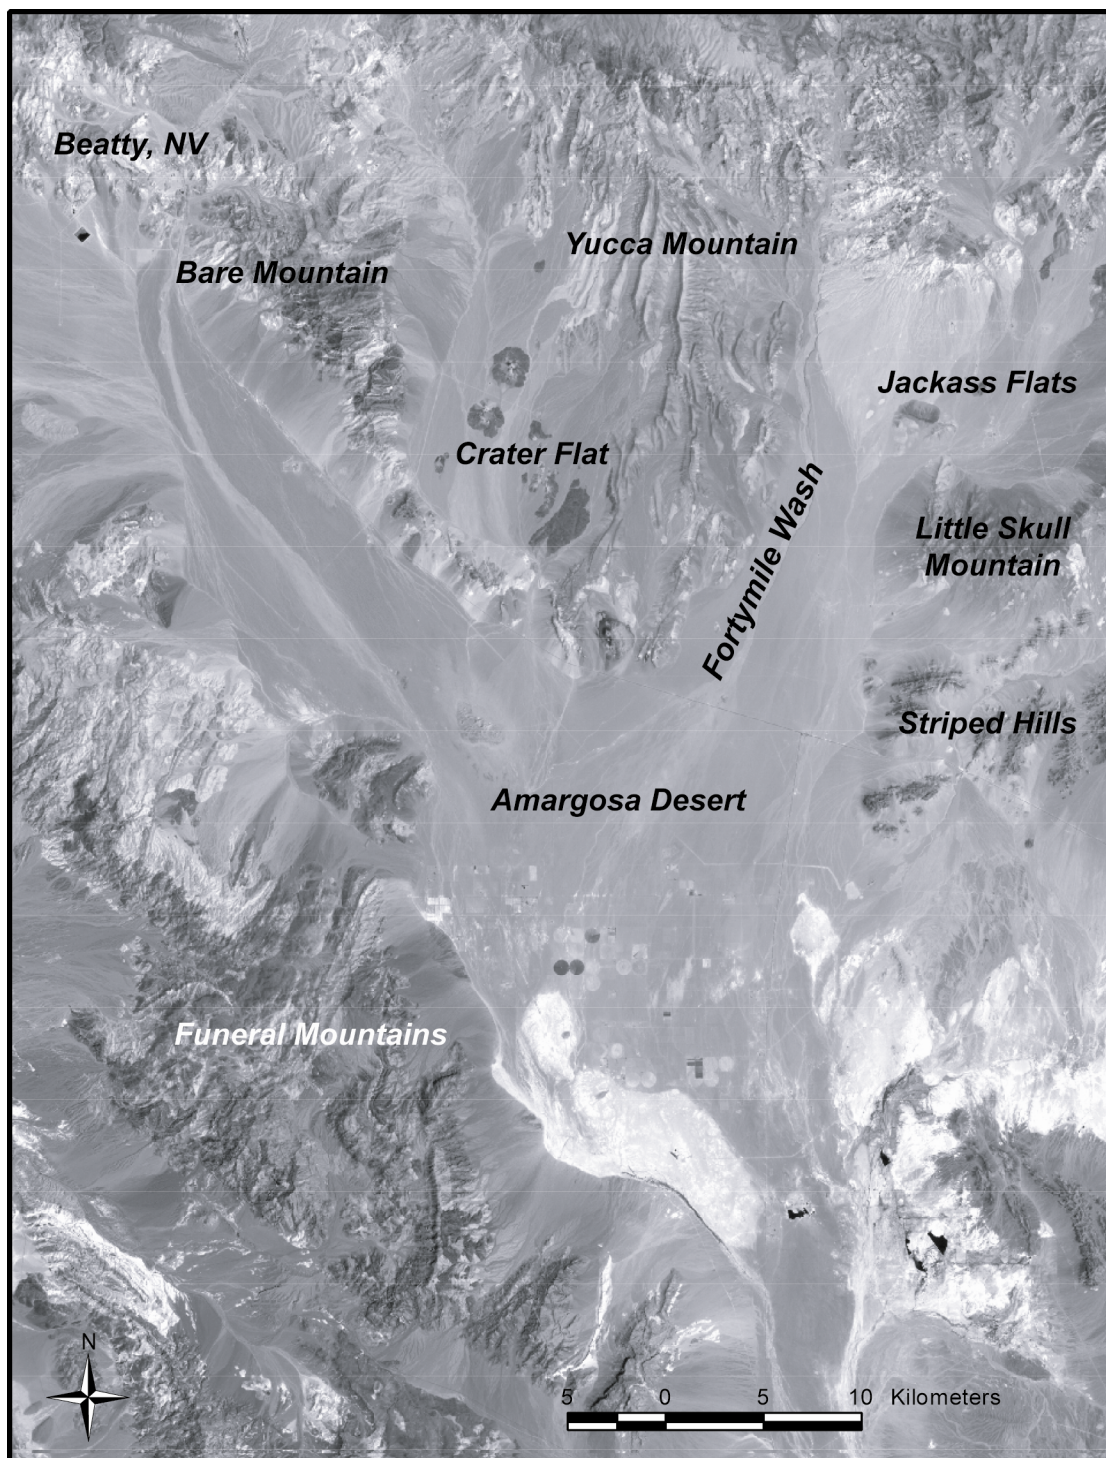 Beatty, NV
Yucca Mountain
Bare Mountain
Jackass Flats
Crater Flat
Fortymile Wash
Little Skull
Mountain
Striped Hills
Amargosa Desert
Funeral Mountains
N
5 0 5 10 Kilometers